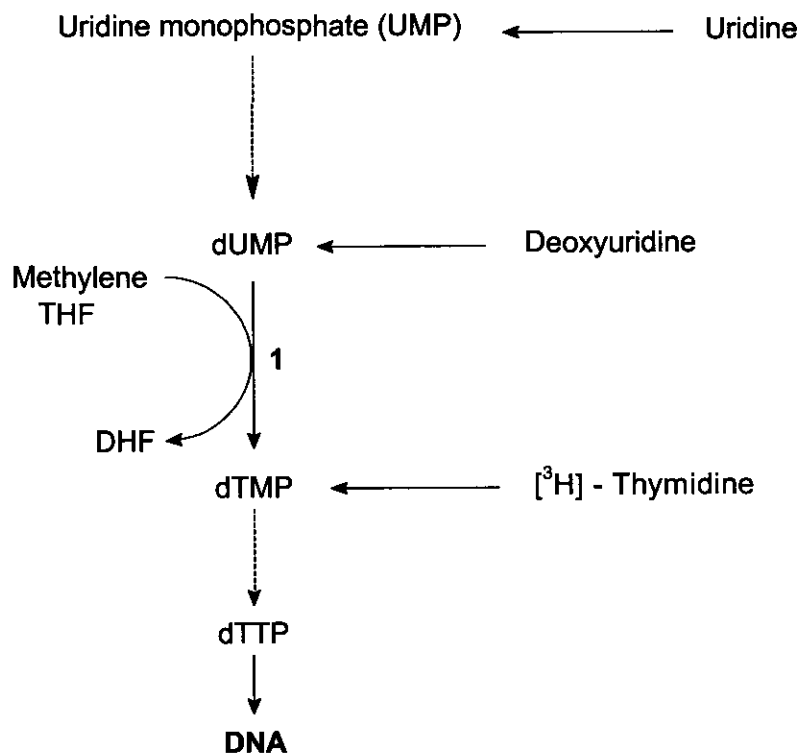 Uridine monophosphate (UMP)
Uridine
dUMP
Deoxyuridine
Methylene
THF
1
DHF
dTMP
[³H] - Thymidine
dTTP
DNA